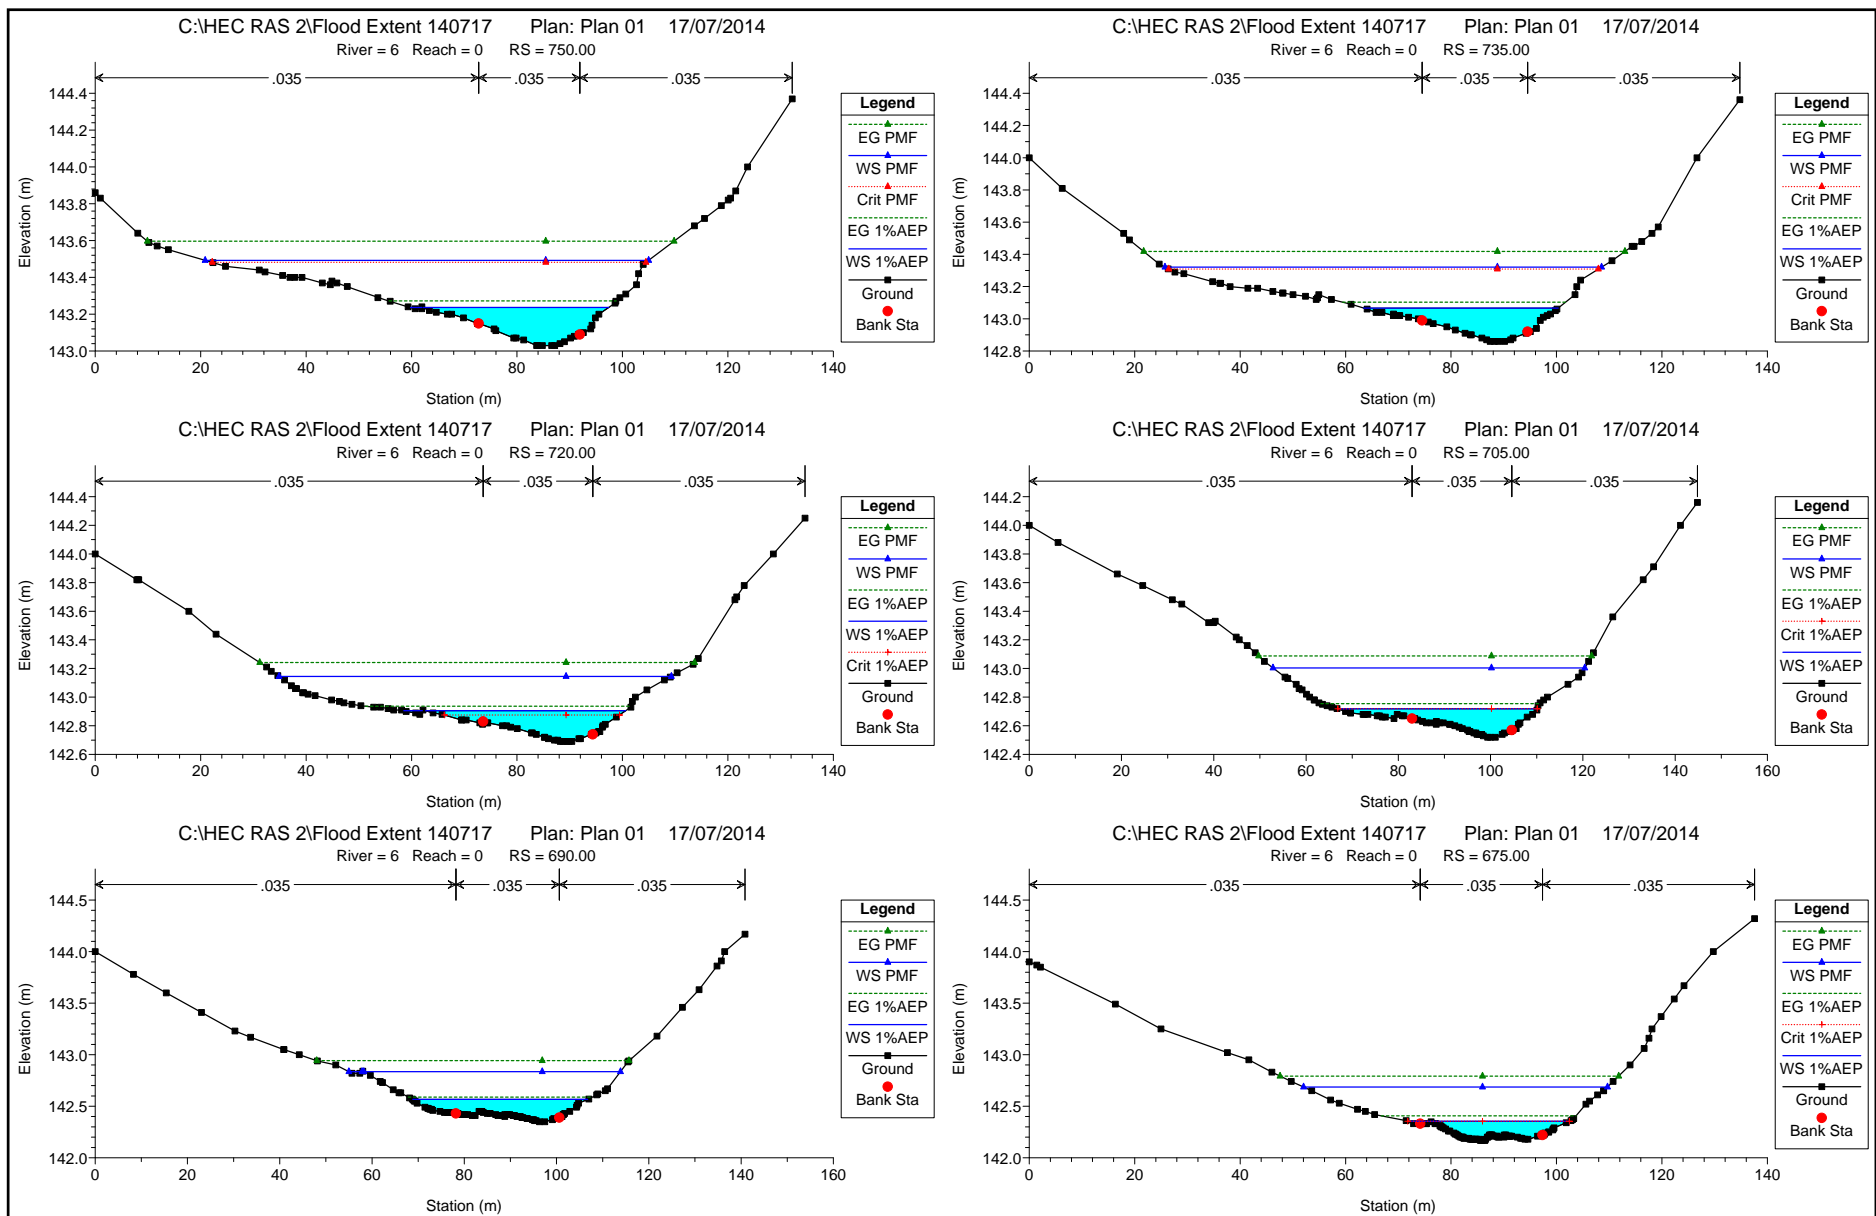 C:\HEC RAS 2\Flood Extent 140717 Plan: Plan 01 17/07/2014
River = 6 Reach = 0 RS = 750.00
.035 .035 .035
144.4
144.2
144.0
143.8
143.6
143.4
143.2
143.0
Elevation (m)
0 20 40 60 80 100 120 140
Station (m)
Legend
EG PMF
WS PMF
Crit PMF
EG 1%AEP
WS 1%AEP
Ground
Bank Sta
C:\HEC RAS 2\Flood Extent 140717 Plan: Plan 01 17/07/2014
River = 6 Reach = 0 RS = 735.00
.035 .035 .035
144.4
144.2
144.0
143.8
143.6
143.4
143.2
143.0
142.8
Elevation (m)
0 20 40 60 80 100 120 140
Station (m)
Legend
EG PMF
WS PMF
Crit PMF
EG 1%AEP
WS 1%AEP
Ground
Bank Sta
C:\HEC RAS 2\Flood Extent 140717 Plan: Plan 01 17/07/2014
River = 6 Reach = 0 RS = 720.00
.035 .035 .035
144.4
144.2
144.0
143.8
143.6
143.4
143.2
143.0
142.8
142.6
Elevation (m)
0 20 40 60 80 100 120 140
Station (m)
Legend
EG PMF
WS PMF
EG 1%AEP
WS 1%AEP
Crit 1%AEP
Ground
Bank Sta
C:\HEC RAS 2\Flood Extent 140717 Plan: Plan 01 17/07/2014
River = 6 Reach = 0 RS = 705.00
.035 .035 .035
144.2
144.0
143.8
143.6
143.4
143.2
143.0
142.8
142.6
142.4
Elevation (m)
0 20 40 60 80 100 120 140 160
Station (m)
Legend
EG PMF
WS PMF
EG 1%AEP
Crit 1%AEP
WS 1%AEP
Ground
Bank Sta
C:\HEC RAS 2\Flood Extent 140717 Plan: Plan 01 17/07/2014
River = 6 Reach = 0 RS = 690.00
.035 .035 .035
144.5
144.0
143.5
143.0
142.5
142.0
Elevation (m)
0 20 40 60 80 100 120 140 160
Station (m)
Legend
EG PMF
WS PMF
EG 1%AEP
WS 1%AEP
Ground
Bank Sta
C:\HEC RAS 2\Flood Extent 140717 Plan: Plan 01 17/07/2014
River = 6 Reach = 0 RS = 675.00
.035 .035 .035
144.5
144.0
143.5
143.0
142.5
142.0
Elevation (m)
0 20 40 60 80 100 120 140
Station (m)
Legend
EG PMF
WS PMF
EG 1%AEP
Crit 1%AEP
WS 1%AEP
Ground
Bank Sta